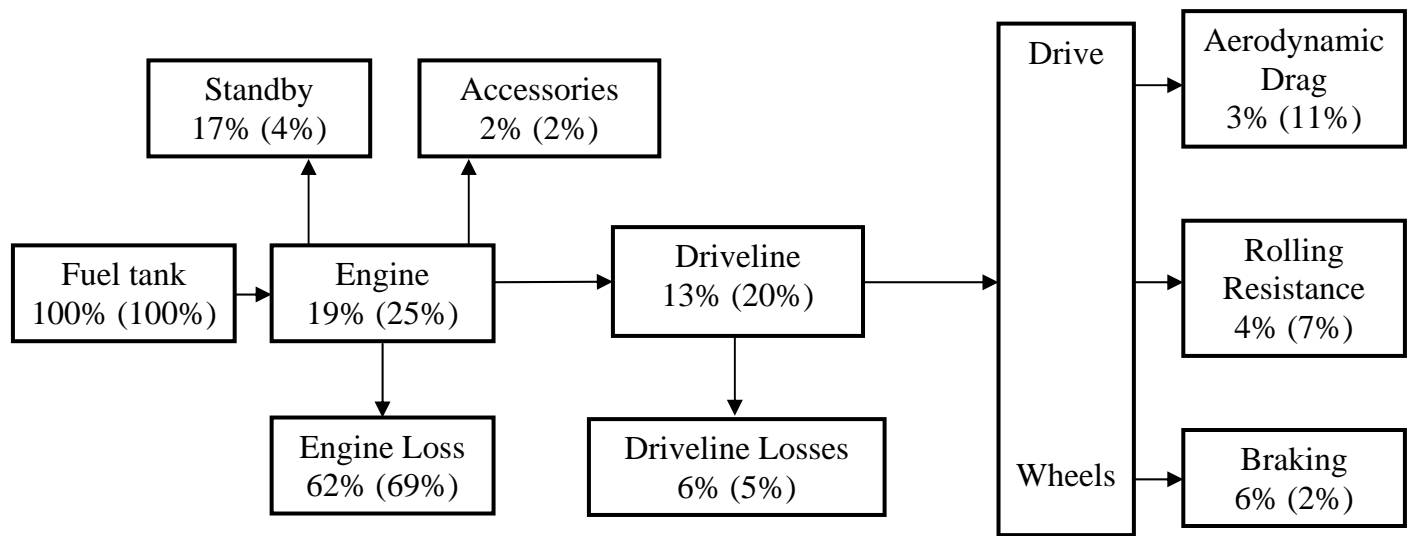 Standby
17% (4%)
Accessories
2% (2%)
Fuel tank
100% (100%)
Engine
19% (25%)
Engine Loss
62% (69%)
Driveline
13% (20%)
Driveline Losses
6% (5%)
Drive
Wheels
Aerodynamic
Drag
3% (11%)
Rolling
Resistance
4% (7%)
Braking
6% (2%)